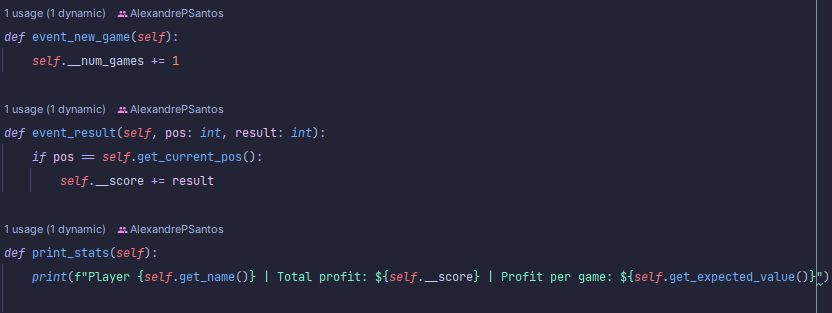 1 usage (1 dynamic) AlexandrePSantos
def event_new_game(self):
self.__num_games += 1
1 usage (1 dynamic) AlexandrePSantos
def event_result(self, pos: int, result: int):
if pos == self.get_current_pos():
self.__score += result
1 usage (1 dynamic) AlexandrePSantos
def print_stats(self):
print(f"Player {self.get_name()} | Total profit: ${self.__score} | Profit per game: ${self.get_expected_value()}")